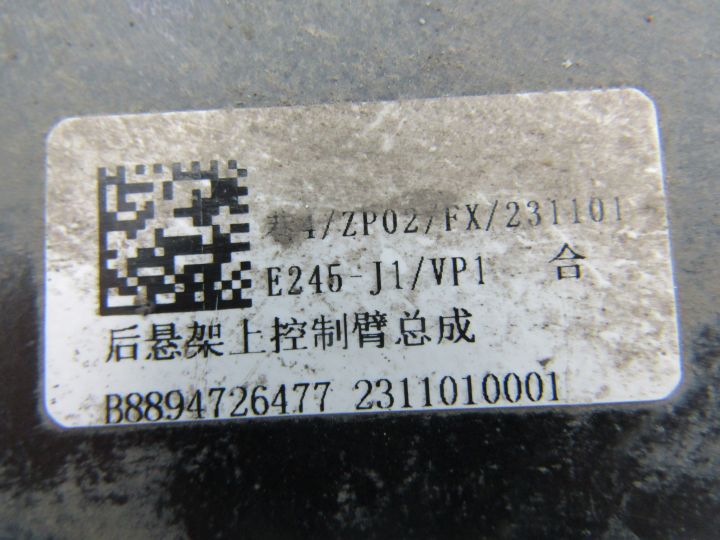 巷4/ZP02/FX/231101
E245-J1/VP1 合
后悬架上控制臂总成
B8894726477 2311010001